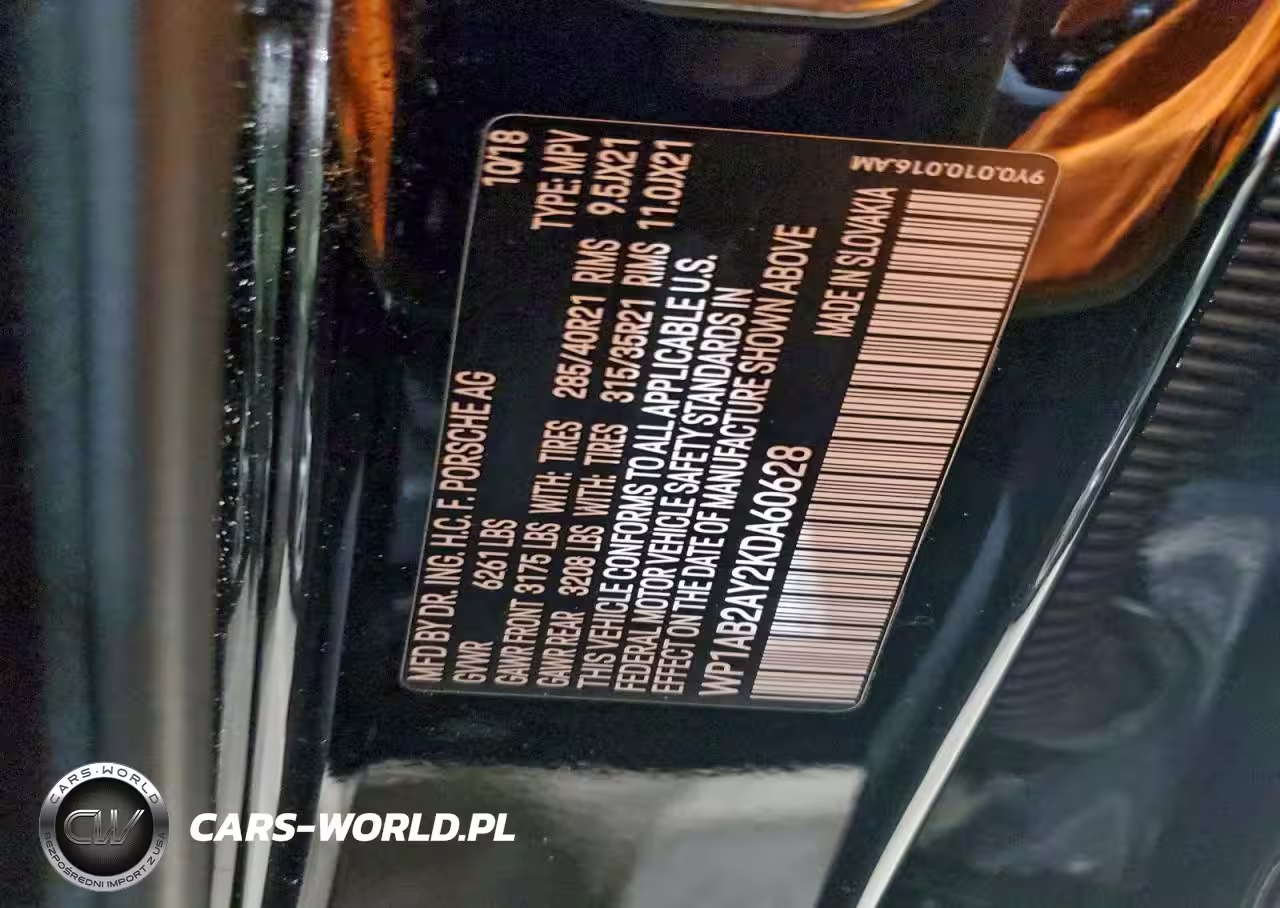 MFD BY DR. ING. H.C. F. PORSCHE AG 10/18
GVWR 6261 LBS TYPE: MPV
GAWR FRONT 3175 LBS WITH: TIRES 285/40R21 RIMS 9.5JX21
GAWR REAR 3208 LBS WITH: TIRES 315/35R21 RIMS 11.0JX21
THIS VEHICLE CONFORMS TO ALL APPLICABLE U.S.
FEDERAL MOTOR VEHICLE SAFETY STANDARDS IN
EFFECT ON THE DATE OF MANUFACTURE SHOWN ABOVE
WP1AB2AY2KDA60628 MADE IN SLOVAKIA
9Y0.010.016.AM
CARS-WORLD
CW
BEZPOŚREDNI IMPORT Z USA
CARS-WORLD.PL